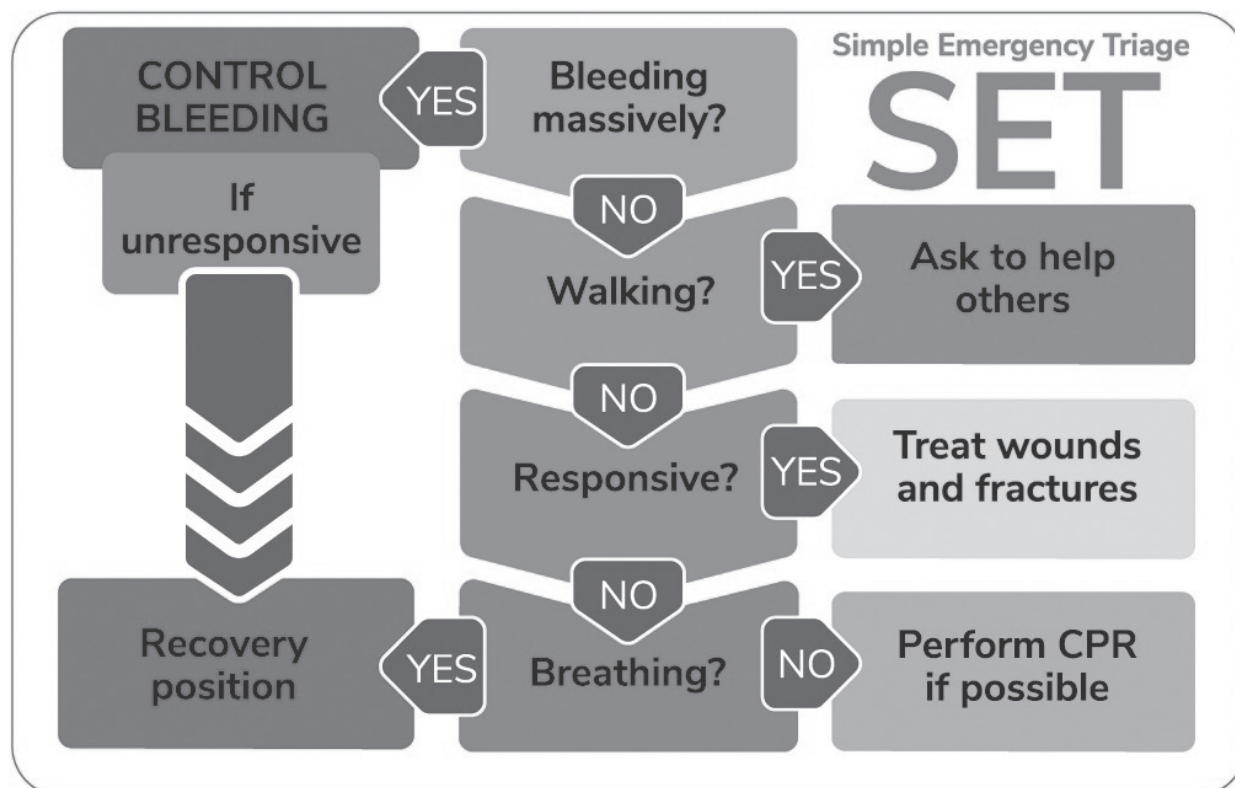 Simple Emergency Triage
SET
CONTROL
BLEEDING
YES
Bleeding
massively?
If
unresponsive
NO
Walking?
YES
Ask to help
others
NO
Responsive?
YES
Treat wounds
and fractures
NO
Recovery
position
YES
Breathing?
NO
Perform CPR
if possible